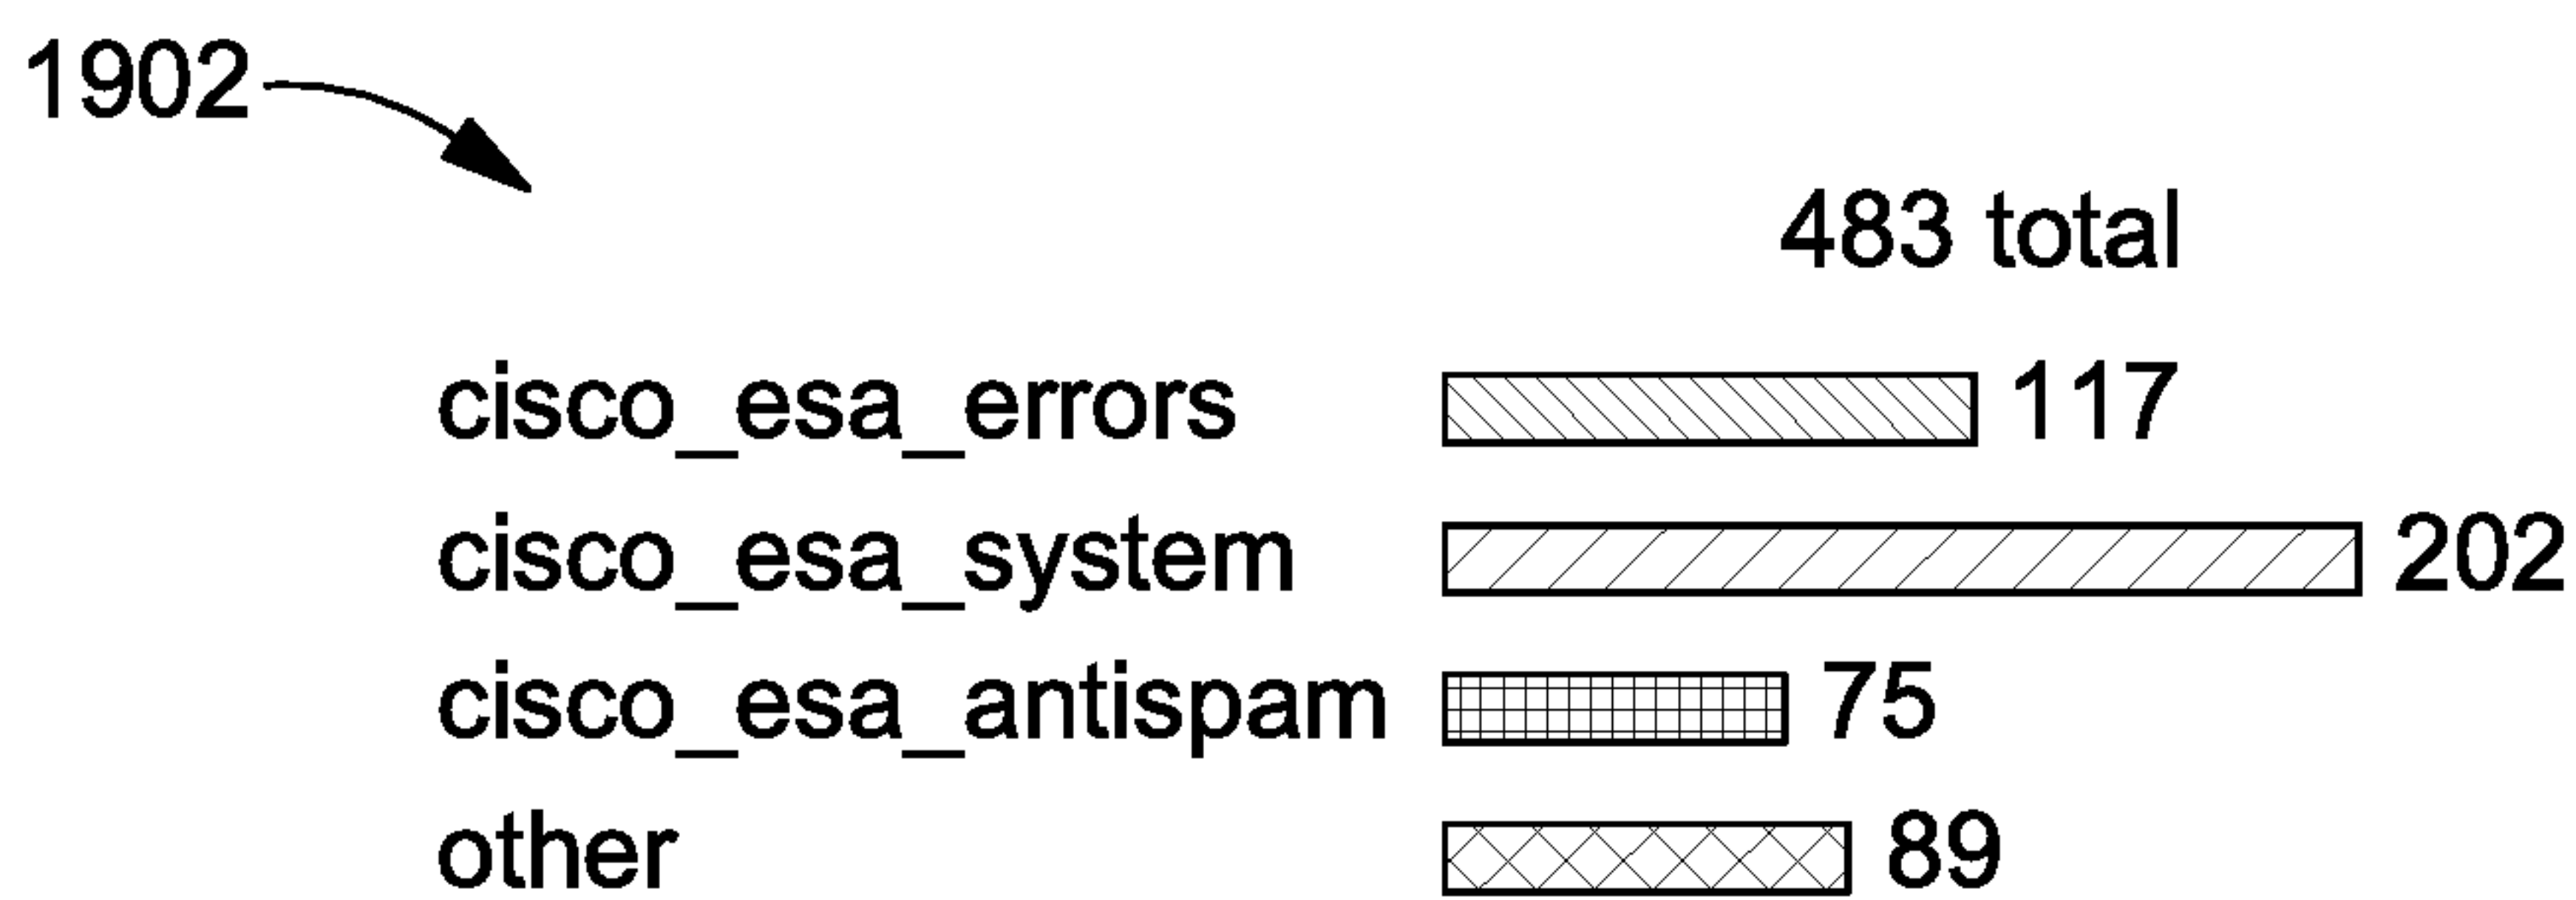 1902
483 total
cisco_esa_errors 117
cisco_esa_system 202
cisco_esa_antispam 75
other 89